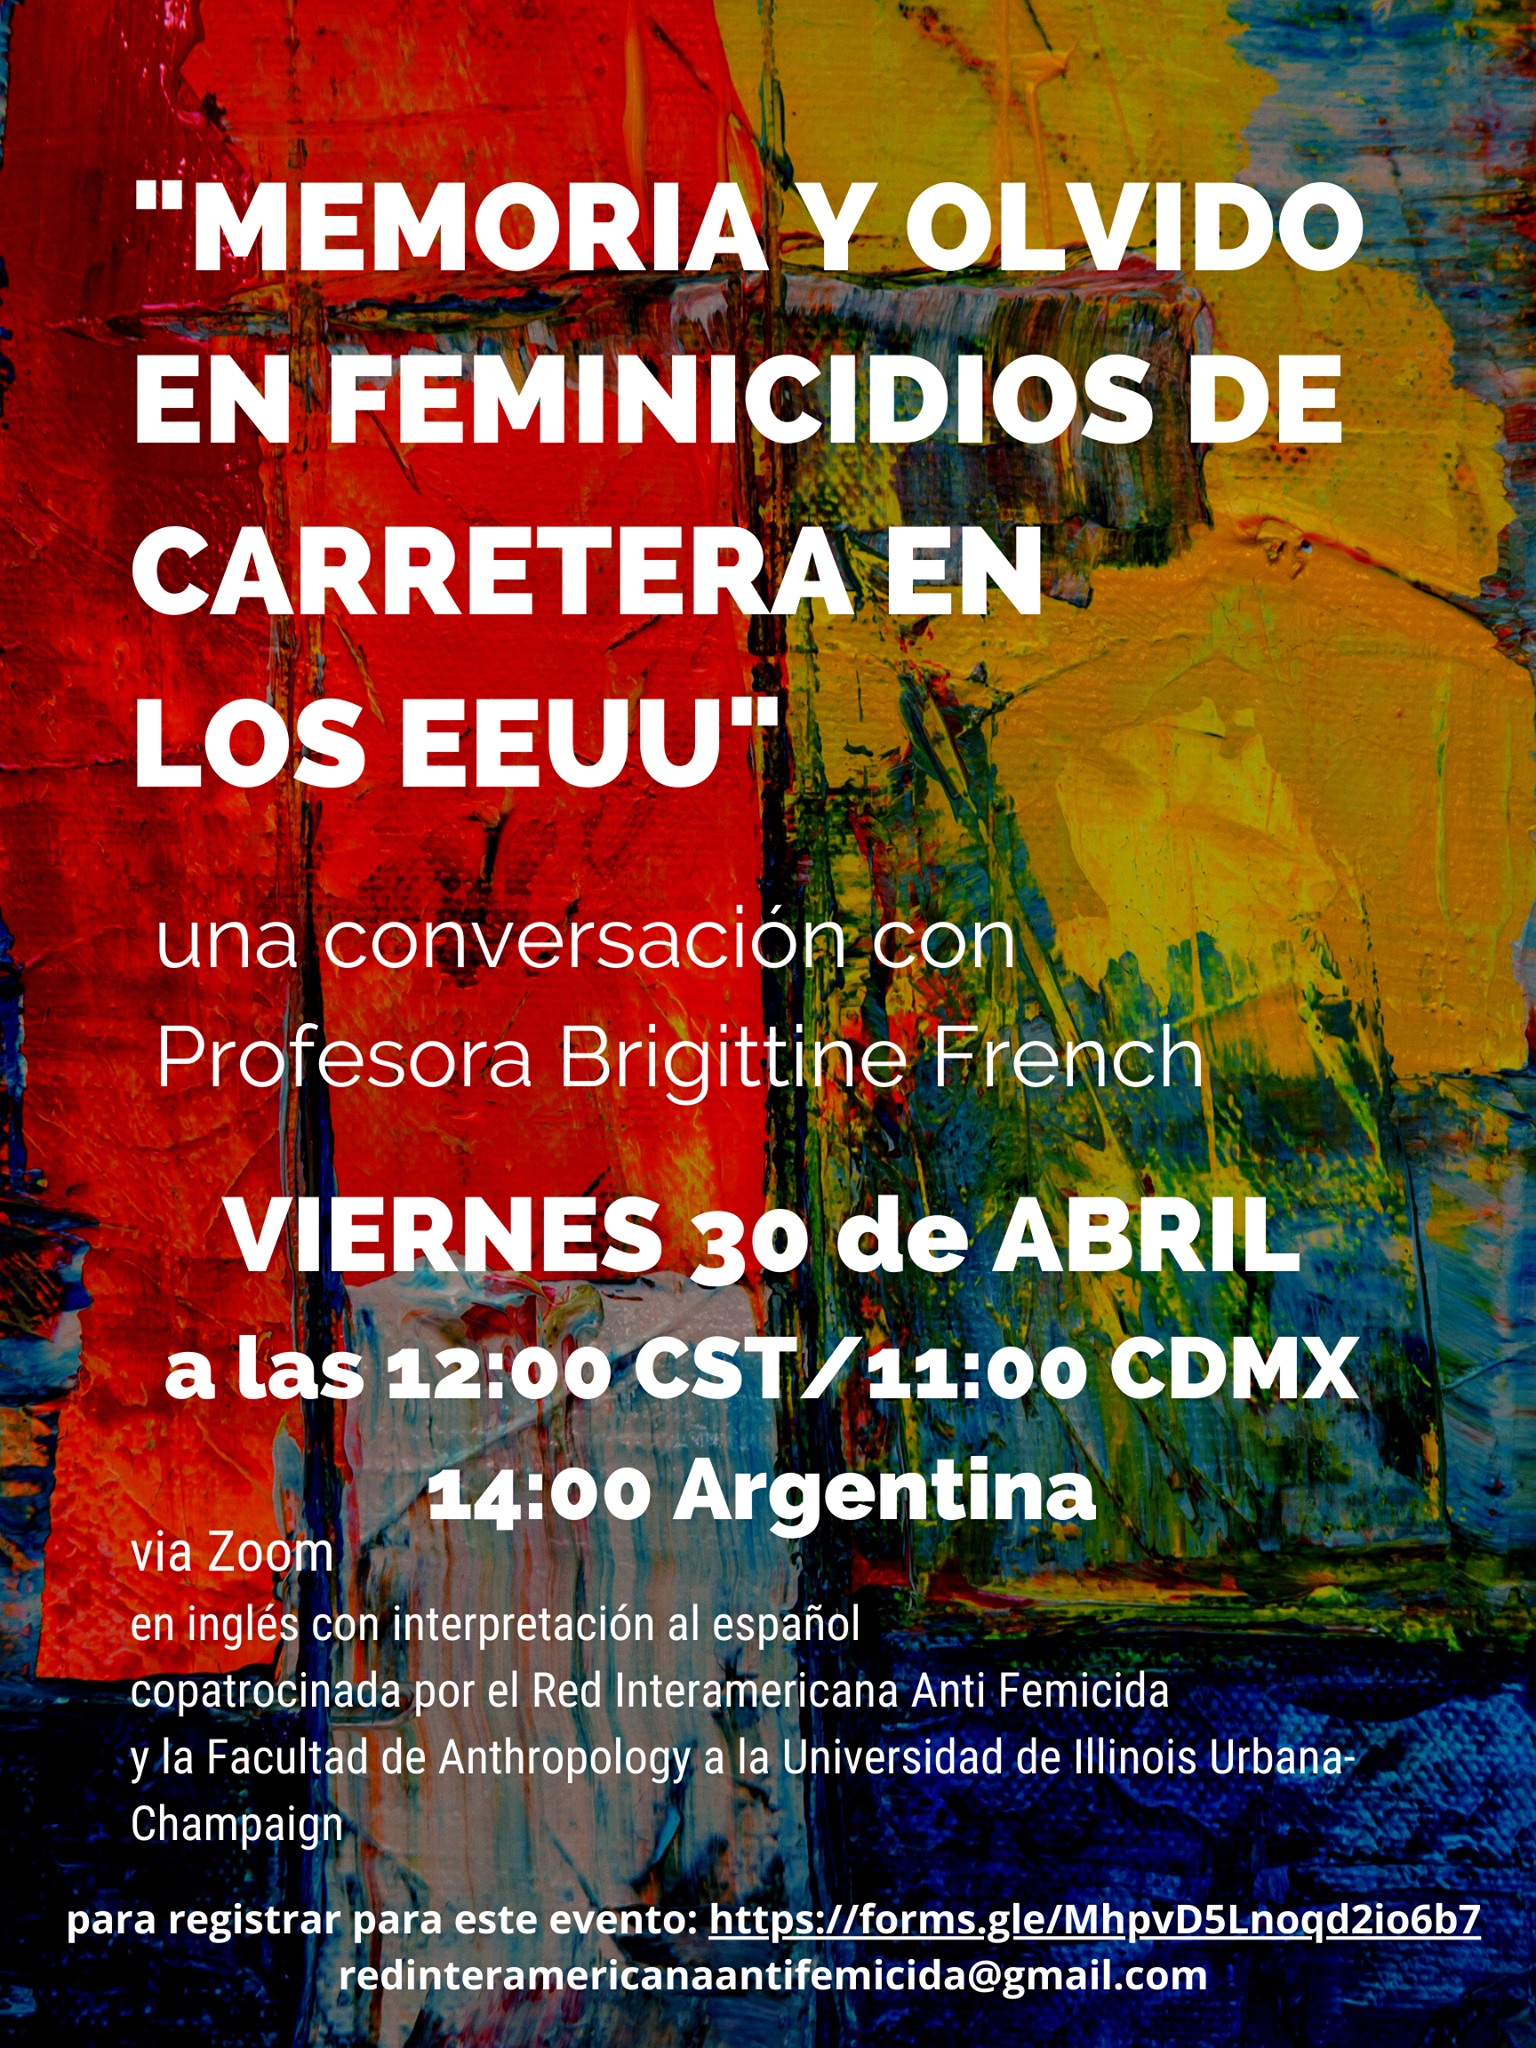 "MEMORIA Y OLVIDO
EN FEMINICIDIOS DE
CARRETERA EN
LOS EEUU"
una conversación con
Profesora Brigittine French
VIERNES 30 de ABRIL
a las 12:00 CST/11:00 CDMX
14:00 Argentina
via Zoom
en inglés con interpretación al español
copatrocinada por el Red Interamericana Anti Femicida
y la Facultad de Anthropology a la Universidad de Illinois Urbana-
Champaign
para registrar para este evento: https://forms.gle/MhpvD5Lnoqd2io6b7
redinteramericanaantifemicida@gmail.com